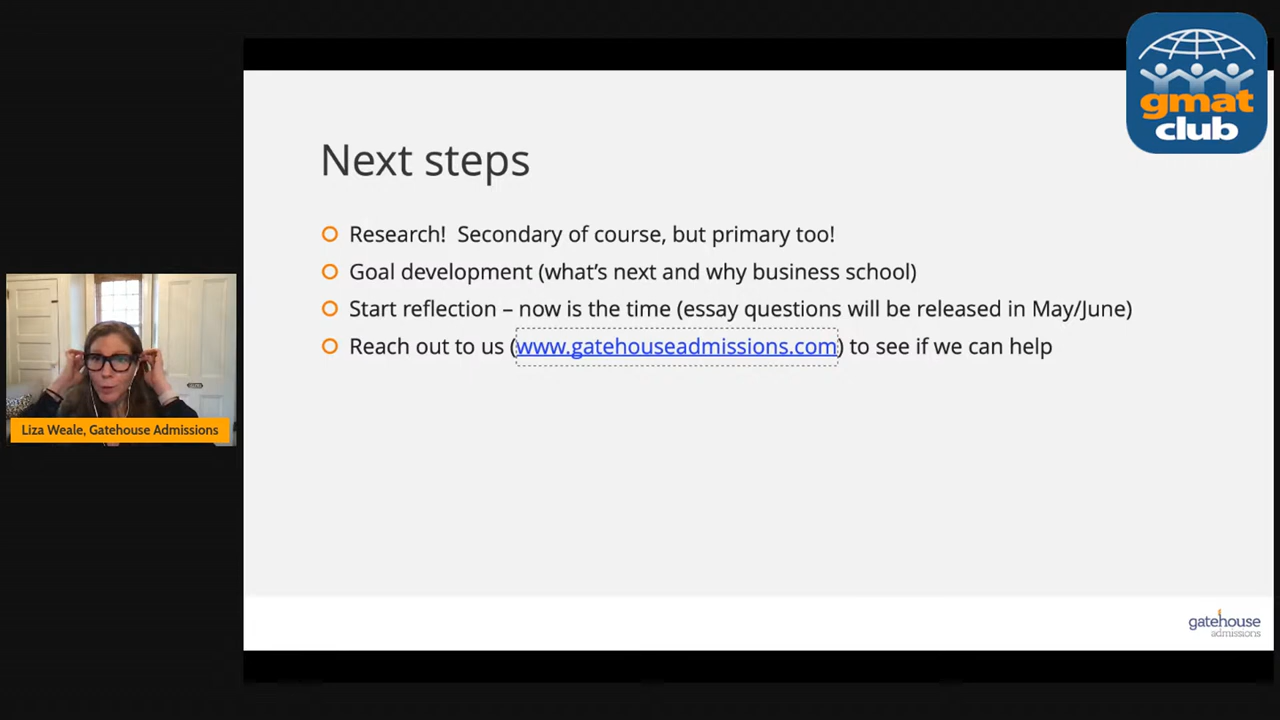 gmat
club
Next steps
Research!  Secondary of course, but primary too!
Goal development (what's next and why business school)
Start reflection – now is the time (essay questions will be released in May/June)
Reach out to us (www.gatehouseadmissions.com) to see if we can help
Liza Weale, Gatehouse Admissions
gatehouse
admissions